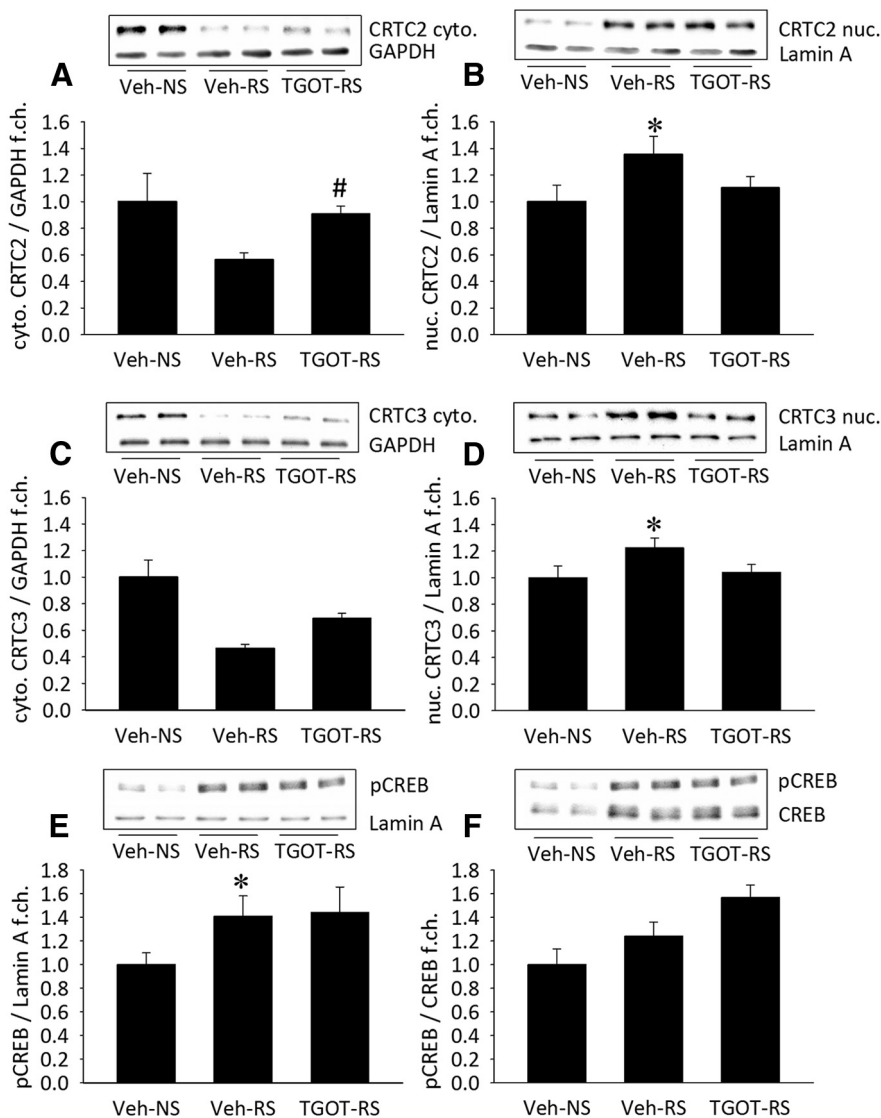 CRTC2 cyto.
GAPDH
A
Veh-NS Veh-RS TGOT-RS
cyto. CRTC2 / GAPDH f.ch.
1.6
1.4
1.2
1.0
0.8
0.6
0.4
0.2
0.0
#
Veh-NS Veh-RS TGOT-RS
CRTC2 nuc.
Lamin A
B
Veh-NS Veh-RS TGOT-RS
nuc. CRTC2 / Lamin A f.ch.
1.6
1.4
1.2
1.0
0.8
0.6
0.4
0.2
0.0
*
Veh-NS Veh-RS TGOT-RS
CRTC3 cyto.
GAPDH
C
Veh-NS Veh-RS TGOT-RS
cyto. CRTC3 / GAPDH f.ch.
1.6
1.4
1.2
1.0
0.8
0.6
0.4
0.2
0.0
Veh-NS Veh-RS TGOT-RS
CRTC3 nuc.
Lamin A
D
Veh-NS Veh-RS TGOT-RS
nuc. CRTC3 / Lamin A f.ch.
1.6
1.4
1.2
1.0
0.8
0.6
0.4
0.2
0.0
*
Veh-NS Veh-RS TGOT-RS
pCREB
Lamin A
E
Veh-NS Veh-RS TGOT-RS
pCREB / Lamin A f.ch.
1.8
1.6
1.4
1.2
1.0
0.8
0.6
0.4
0.2
0.0
*
Veh-NS Veh-RS TGOT-RS
pCREB
CREB
F
Veh-NS Veh-RS TGOT-RS
pCREB / CREB f.ch.
1.8
1.6
1.4
1.2
1.0
0.8
0.6
0.4
0.2
0.0
Veh-NS Veh-RS TGOT-RS